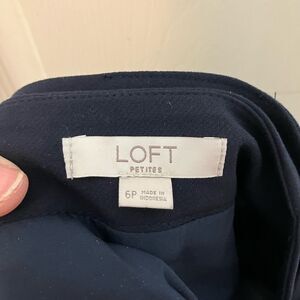 LOFT
PETITES
6P
MADE IN
INDONESIA